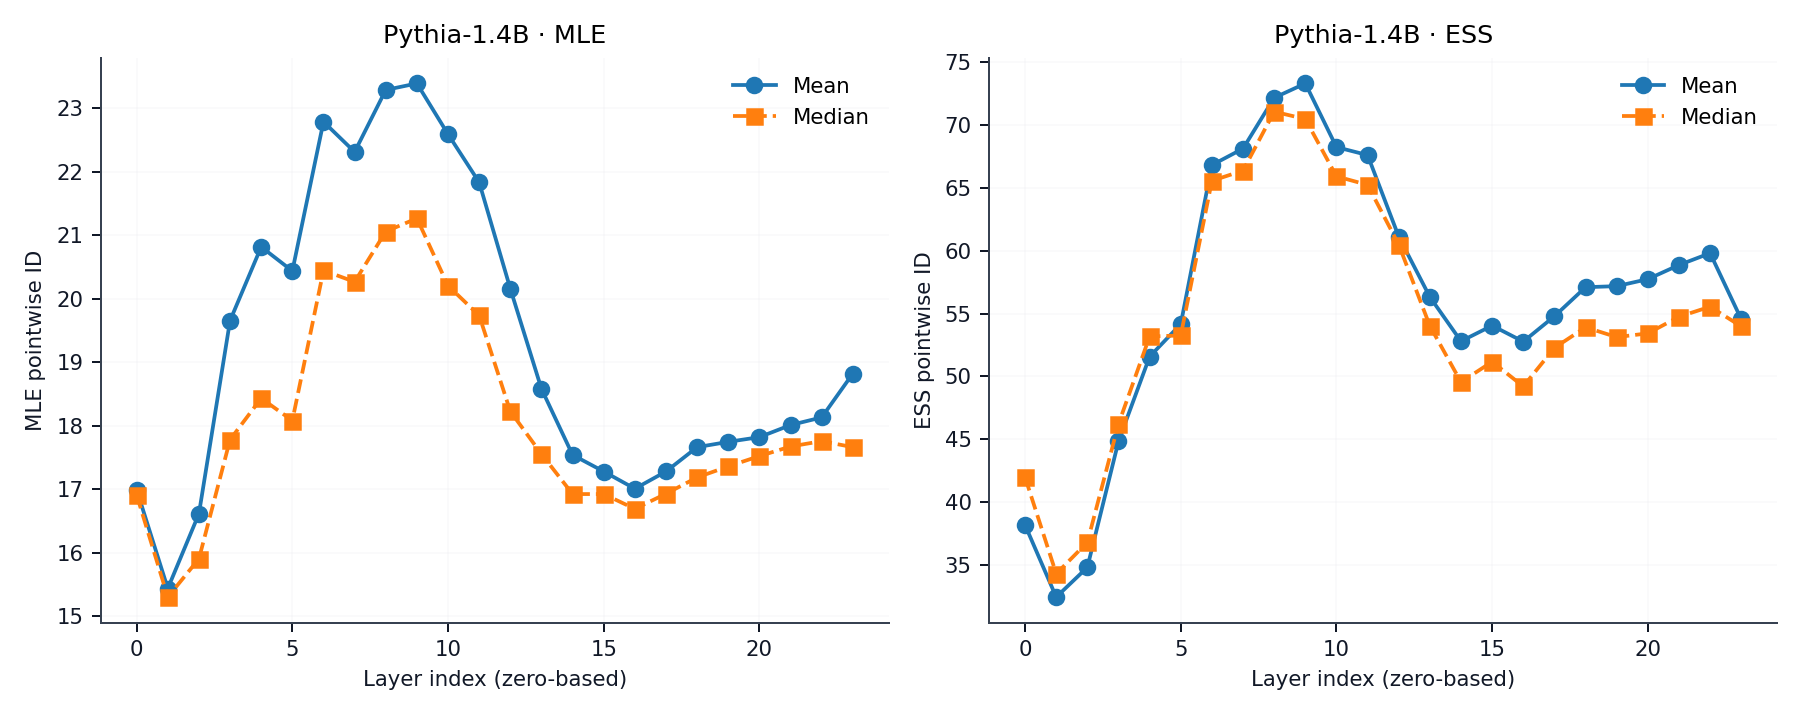 Pythia-1.4B · MLE
MLE pointwise ID
23
22
21
20
19
18
17
16
15
0 5 10 15 20
Layer index (zero-based)
Mean
Median
Pythia-1.4B · ESS
ESS pointwise ID
75
70
65
60
55
50
45
40
35
0 5 10 15 20
Layer index (zero-based)
Mean
Median